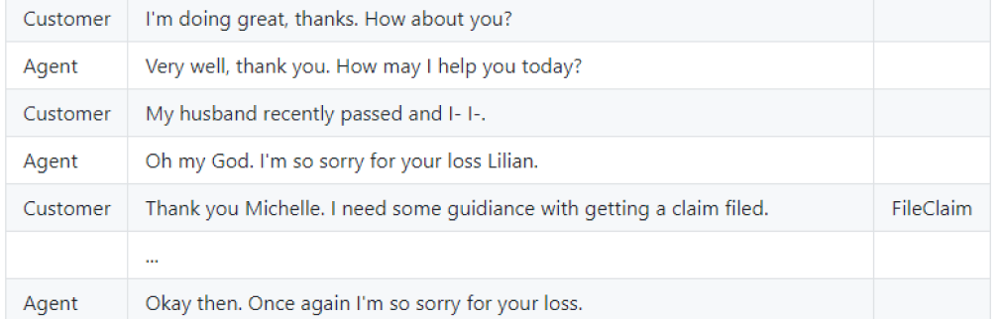 Customer I'm doing great, thanks. How about you?
Agent Very well, thank you. How may I help you today?
Customer My husband recently passed and I- I-.
Agent Oh my God. I'm so sorry for your loss Lilian.
Customer Thank you Michelle. I need some guidiance with getting a claim filed. FileClaim
...
Agent Okay then. Once again I'm so sorry for your loss.